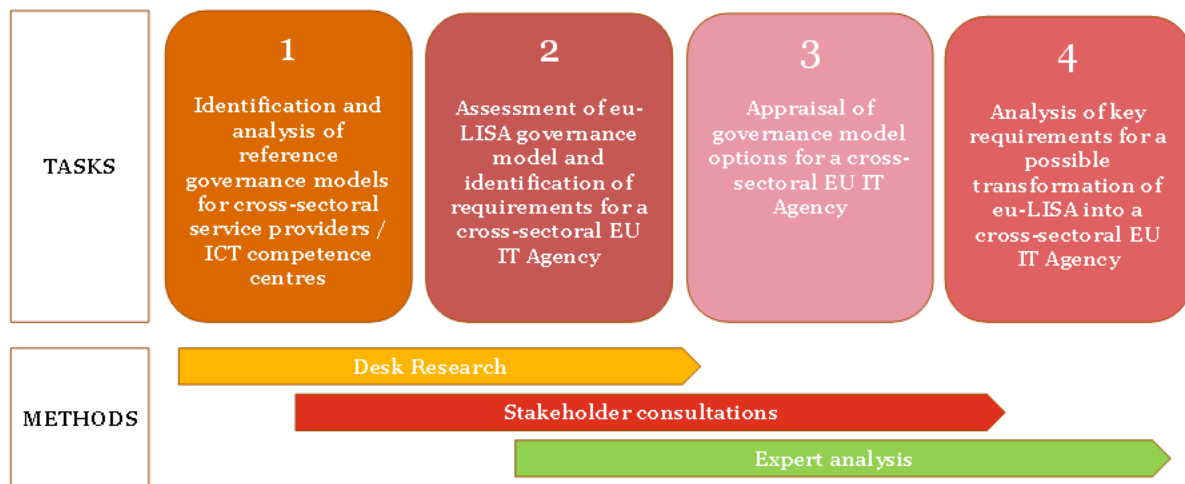 TASKS
1
Identification and
analysis of
reference
governance models
for cross-sectoral
service providers /
ICT competence
centres
2
Assessment of eu-
LISA governance
model and
identification of
requirements for a
cross-sectoral EU
IT Agency
3
Appraisal of
governance model
options for a cross-
sectoral EU IT
Agency
4
Analysis of key
requirements for a
possible
transformation of
eu-LISA into a
cross-sectoral EU
IT Agency
METHODS
Desk Research
Stakeholder consultations
Expert analysis